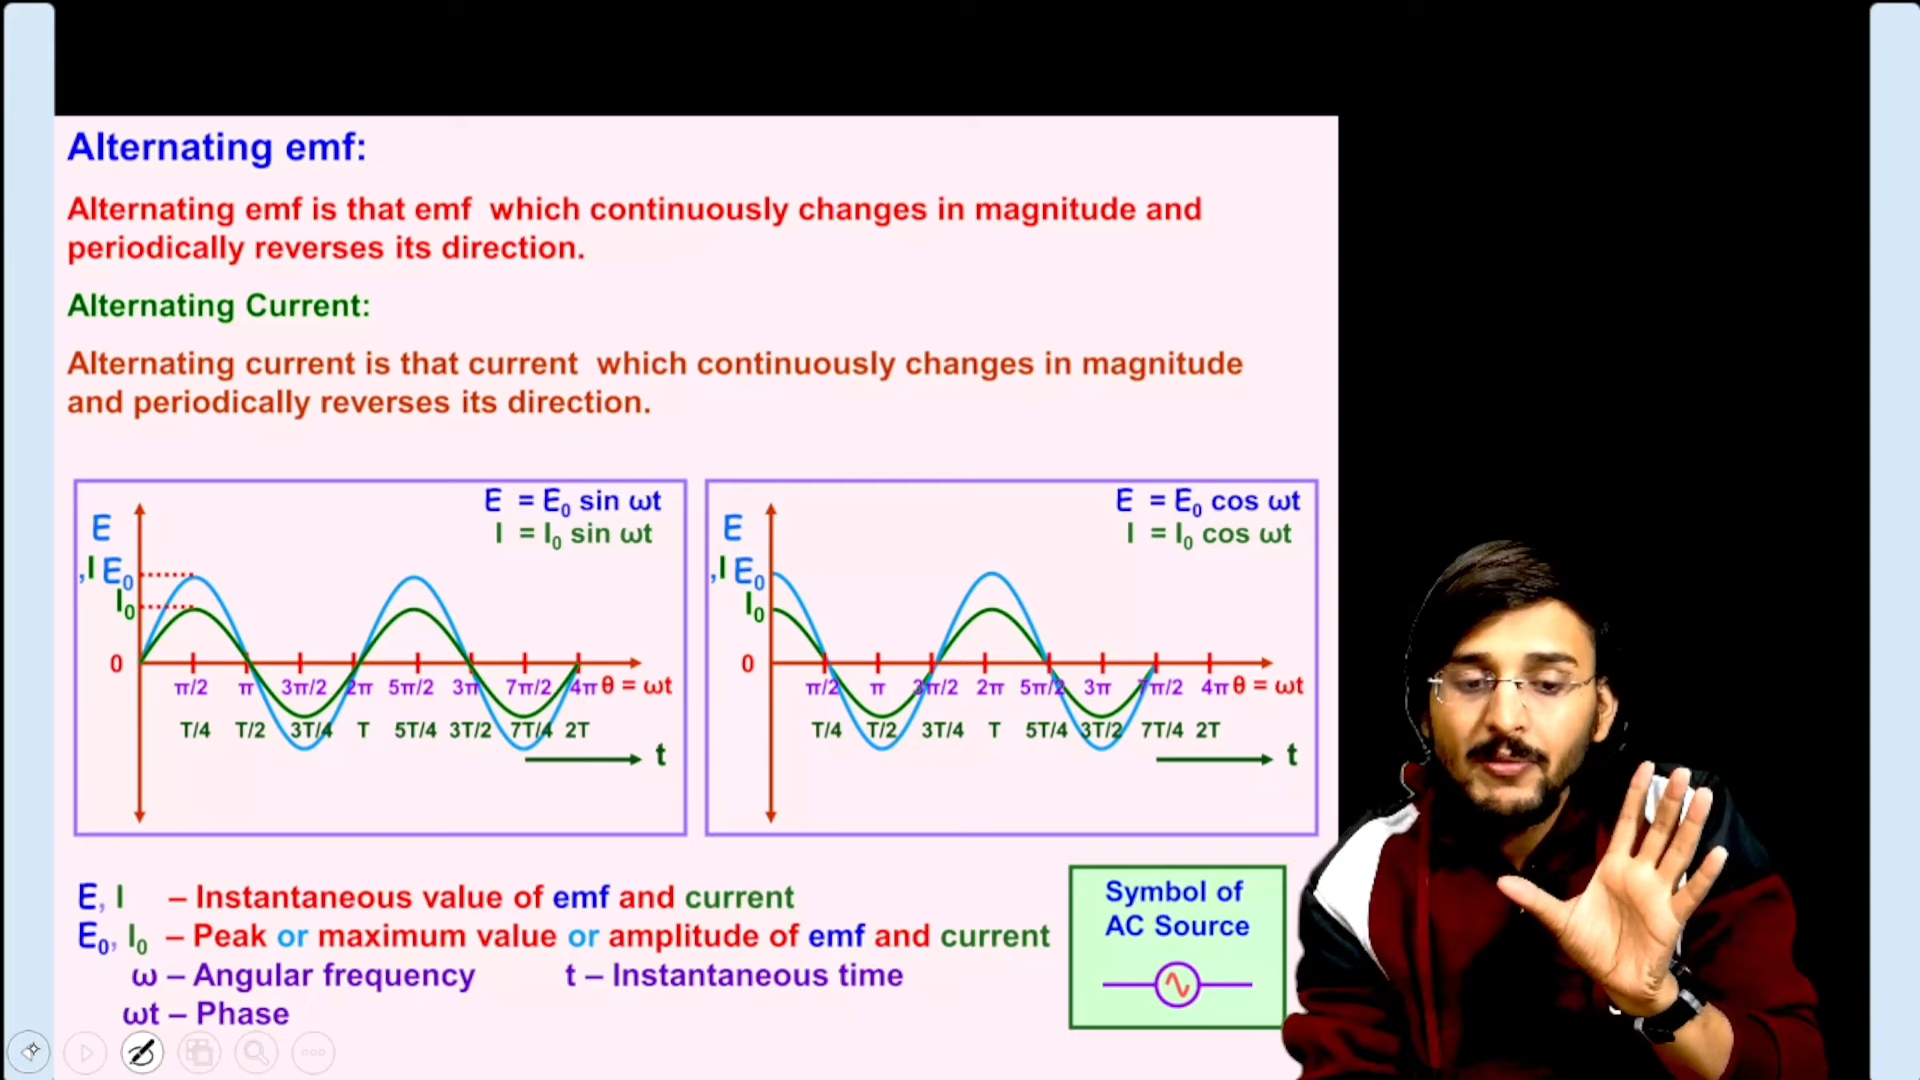 Alternating emf:
Alternating emf is that emf which continuously changes in magnitude and
periodically reverses its direction.
Alternating Current:
Alternating current is that current which continuously changes in magnitude
and periodically reverses its direction.
E = E₀ sin ωt
I = I₀ sin ωt
E
,I E₀
I₀
0
π/2 π 3π/2 2π 5π/2 3π 7π/2 4π θ = ωt
T/4 T/2 3T/4 T 5T/4 3T/2 7T/4 2T
t
E = E₀ cos ωt
I = I₀ cos ωt
E
,I E₀
I₀
0
π/2 π 3π/2 2π 5π/2 3π 7π/2 4π θ = ωt
T/4 T/2 3T/4 T 5T/4 3T/2 7T/4 2T
t
E, I – Instantaneous value of emf and current
E₀, I₀ – Peak or maximum value or amplitude of emf and current
ω – Angular frequency t – Instantaneous time
ωt – Phase
Symbol of
AC Source